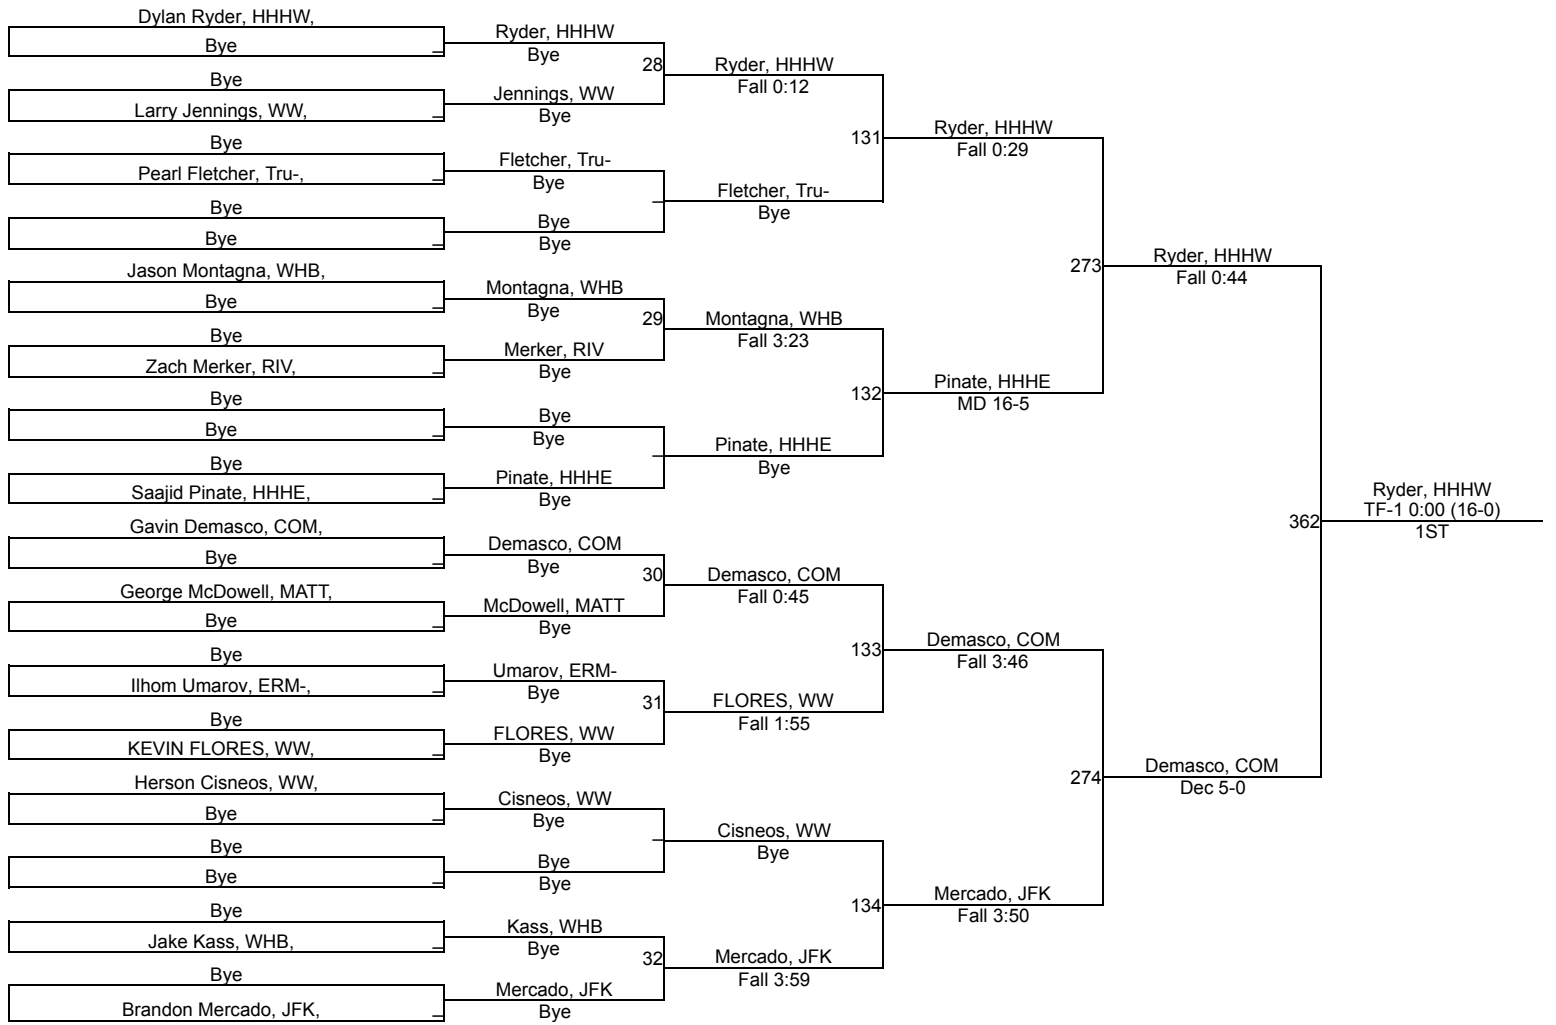 Dylan Ryder, HHHW,
Bye
Bye
Larry Jennings, WW,
Bye
Pearl Fletcher, Tru-,
Bye
Bye
Jason Montagna, WHB,
Bye
Bye
Zach Merker, RIV,
Bye
Bye
Bye
Saajid Pinate, HHHE,
Gavin Demasco, COM,
Bye
George McDowell, MATT,
Bye
Bye
Ilhom Umarov, ERM-,
Bye
KEVIN FLORES, WW,
Herson Cisneos, WW,
Bye
Bye
Bye
Bye
Jake Kass, WHB,
Bye
Brandon Mercado, JFK,
Ryder, HHHW
Bye
28
Jennings, WW
Bye
Fletcher, Tru-
Bye
Bye
Bye
Montagna, WHB
Bye
29
Merker, RIV
Bye
Bye
Bye
Pinate, HHHE
Bye
Demasco, COM
Bye
30
McDowell, MATT
Bye
Umarov, ERM-
Bye
31
FLORES, WW
Bye
Cisneos, WW
Bye
Bye
Bye
Kass, WHB
Bye
32
Mercado, JFK
Bye
Ryder, HHHW
Fall 0:12
131
Fletcher, Tru-
Bye
Montagna, WHB
Fall 3:23
132
Pinate, HHHE
Bye
Demasco, COM
Fall 0:45
133
FLORES, WW
Fall 1:55
Cisneos, WW
Bye
134
Mercado, JFK
Fall 3:59
Ryder, HHHW
Fall 0:29
273
Pinate, HHHE
MD 16-5
Demasco, COM
Fall 3:46
274
Mercado, JFK
Fall 3:50
Ryder, HHHW
Fall 0:44
362
Demasco, COM
Dec 5-0
Ryder, HHHW
TF-1 0:00 (16-0)
1ST